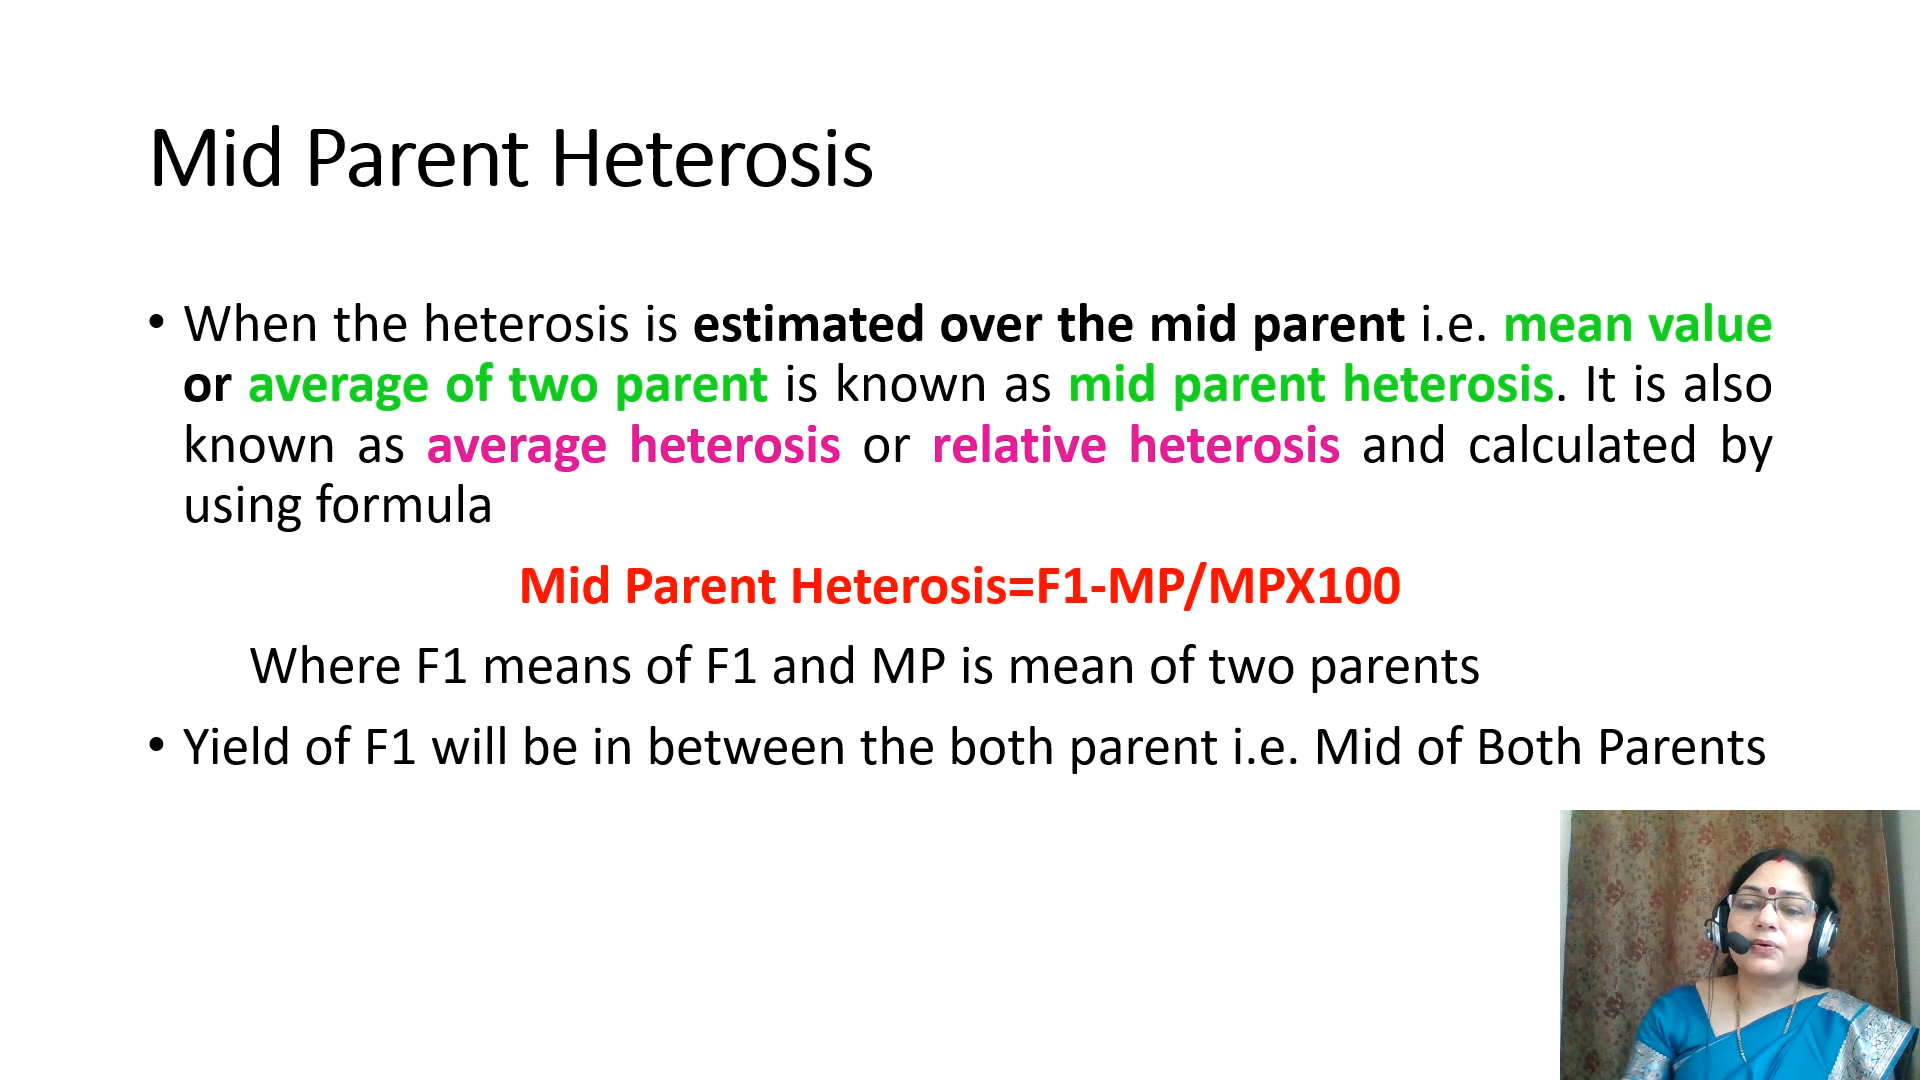 Mid Parent Heterosis
• When the heterosis is estimated over the mid parent i.e. mean value
or average of two parent is known as mid parent heterosis. It is also
known as average heterosis or relative heterosis and calculated by
using formula
Mid Parent Heterosis=F1-MP/MPX100
Where F1 means of F1 and MP is mean of two parents
• Yield of F1 will be in between the both parent i.e. Mid of Both Parents